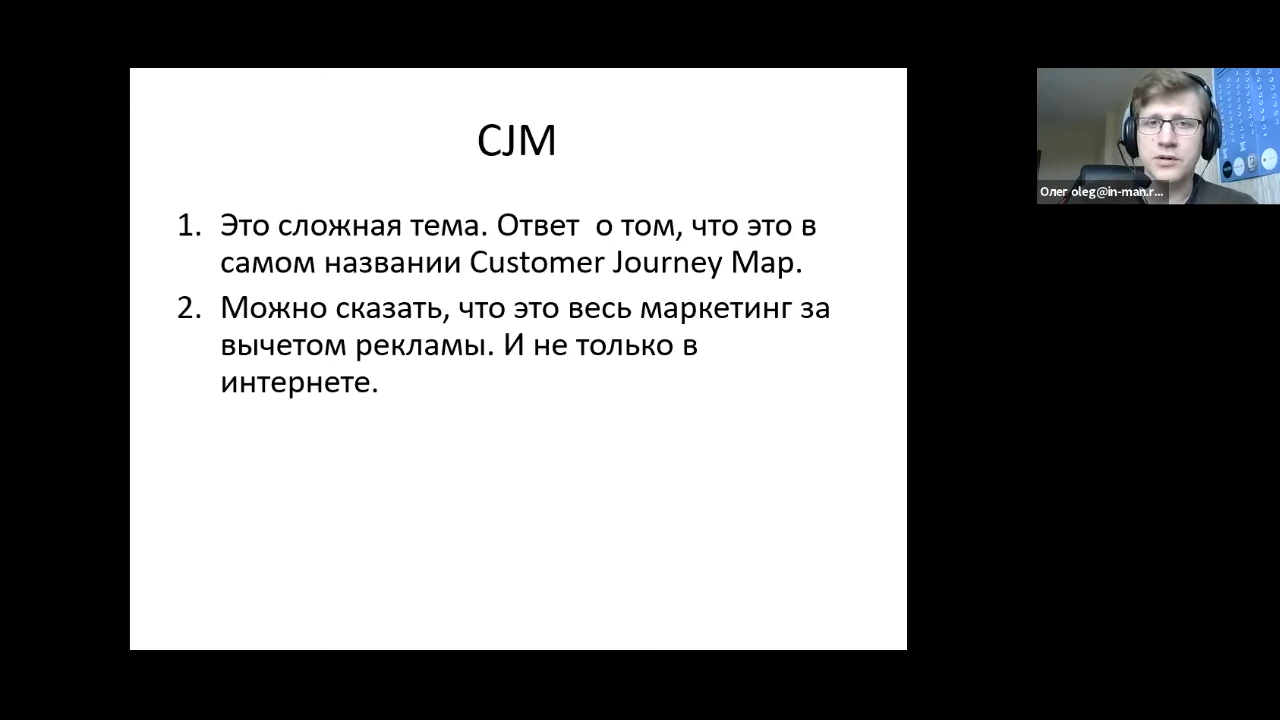 CJM
1. Это сложная тема. Ответ  о том, что это в
самом названии Customer Journey Map.
2. Можно сказать, что это весь маркетинг за
вычетом рекламы. И не только в
интернете.
Олег oleg@in-man.r...